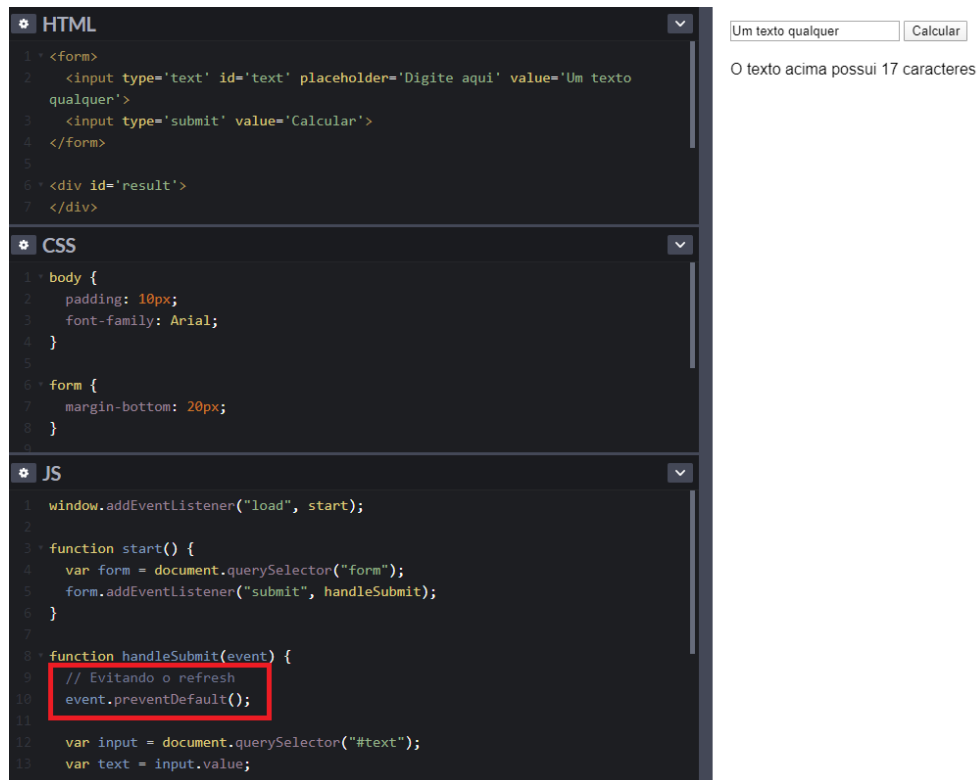 HTML
1 <form>
2 <input type='text' id='text' placeholder='Digite aqui' value='Um texto
qualquer'>
3 <input type='submit' value='Calcular'>
4 </form>
5
6 <div id='result'>
7 </div>
CSS
1 body {
2 padding: 10px;
3 font-family: Arial;
4 }
5
6 form {
7 margin-bottom: 20px;
8 }
9
JS
1 window.addEventListener("load", start);
2
3 function start() {
4 var form = document.querySelector("form");
5 form.addEventListener("submit", handleSubmit);
6 }
7
8 function handleSubmit(event) {
9 // Evitando o refresh
10 event.preventDefault();
11
12 var input = document.querySelector("#text");
13 var text = input.value;
Um texto qualquer Calcular
O texto acima possui 17 caracteres